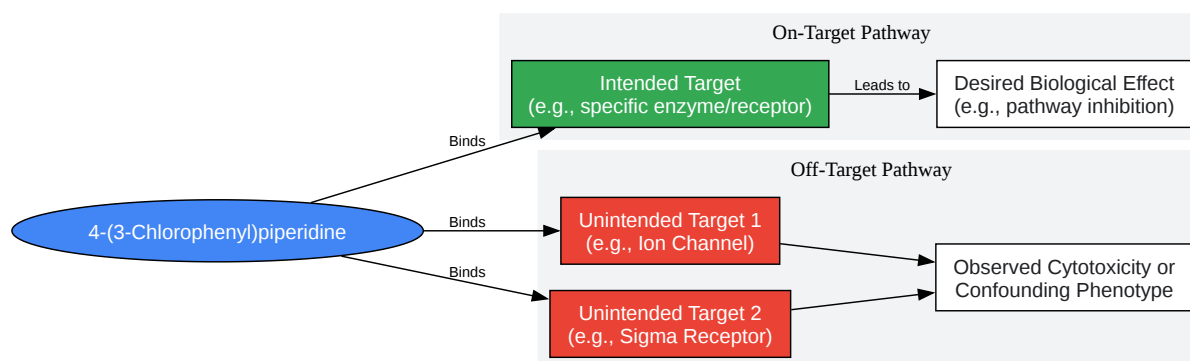 On-Target Pathway
Intended Target
(e.g., specific enzyme/receptor)
Leads to
Desired Biological Effect
(e.g., pathway inhibition)
Binds
Off-Target Pathway
4-(3-Chlorophenyl)piperidine
Binds
Unintended Target 1
(e.g., Ion Channel)
Binds
Unintended Target 2
(e.g., Sigma Receptor)
Observed Cytotoxicity or
Confounding Phenotype